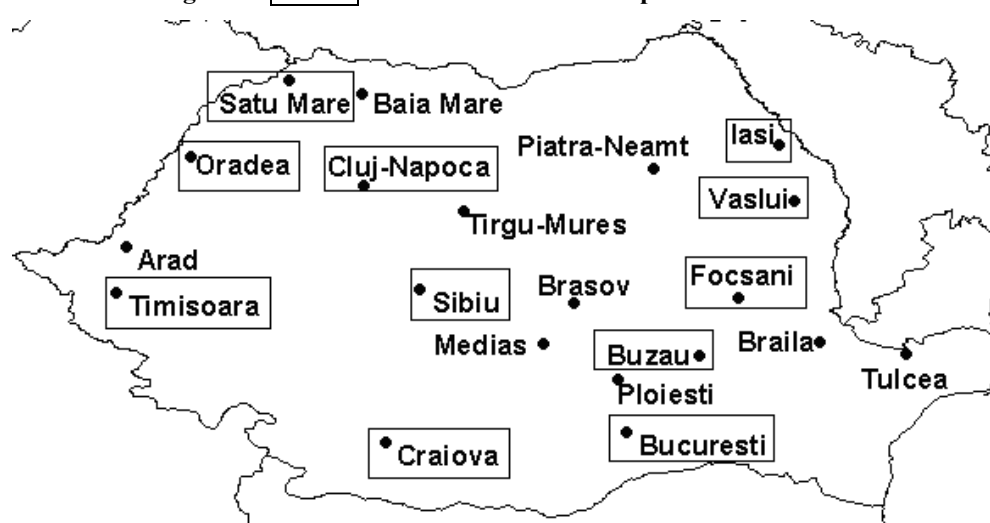 Satu Mare
Baia Mare
Iasi
Piatra-Neamt
Oradea
Cluj-Napoca
Vaslui
Tirgu-Mures
Arad
Focsani
Brasov
Timisoara
Sibiu
Medias
Braila
Buzau
Tulcea
Ploiesti
Bucuresti
Craiova